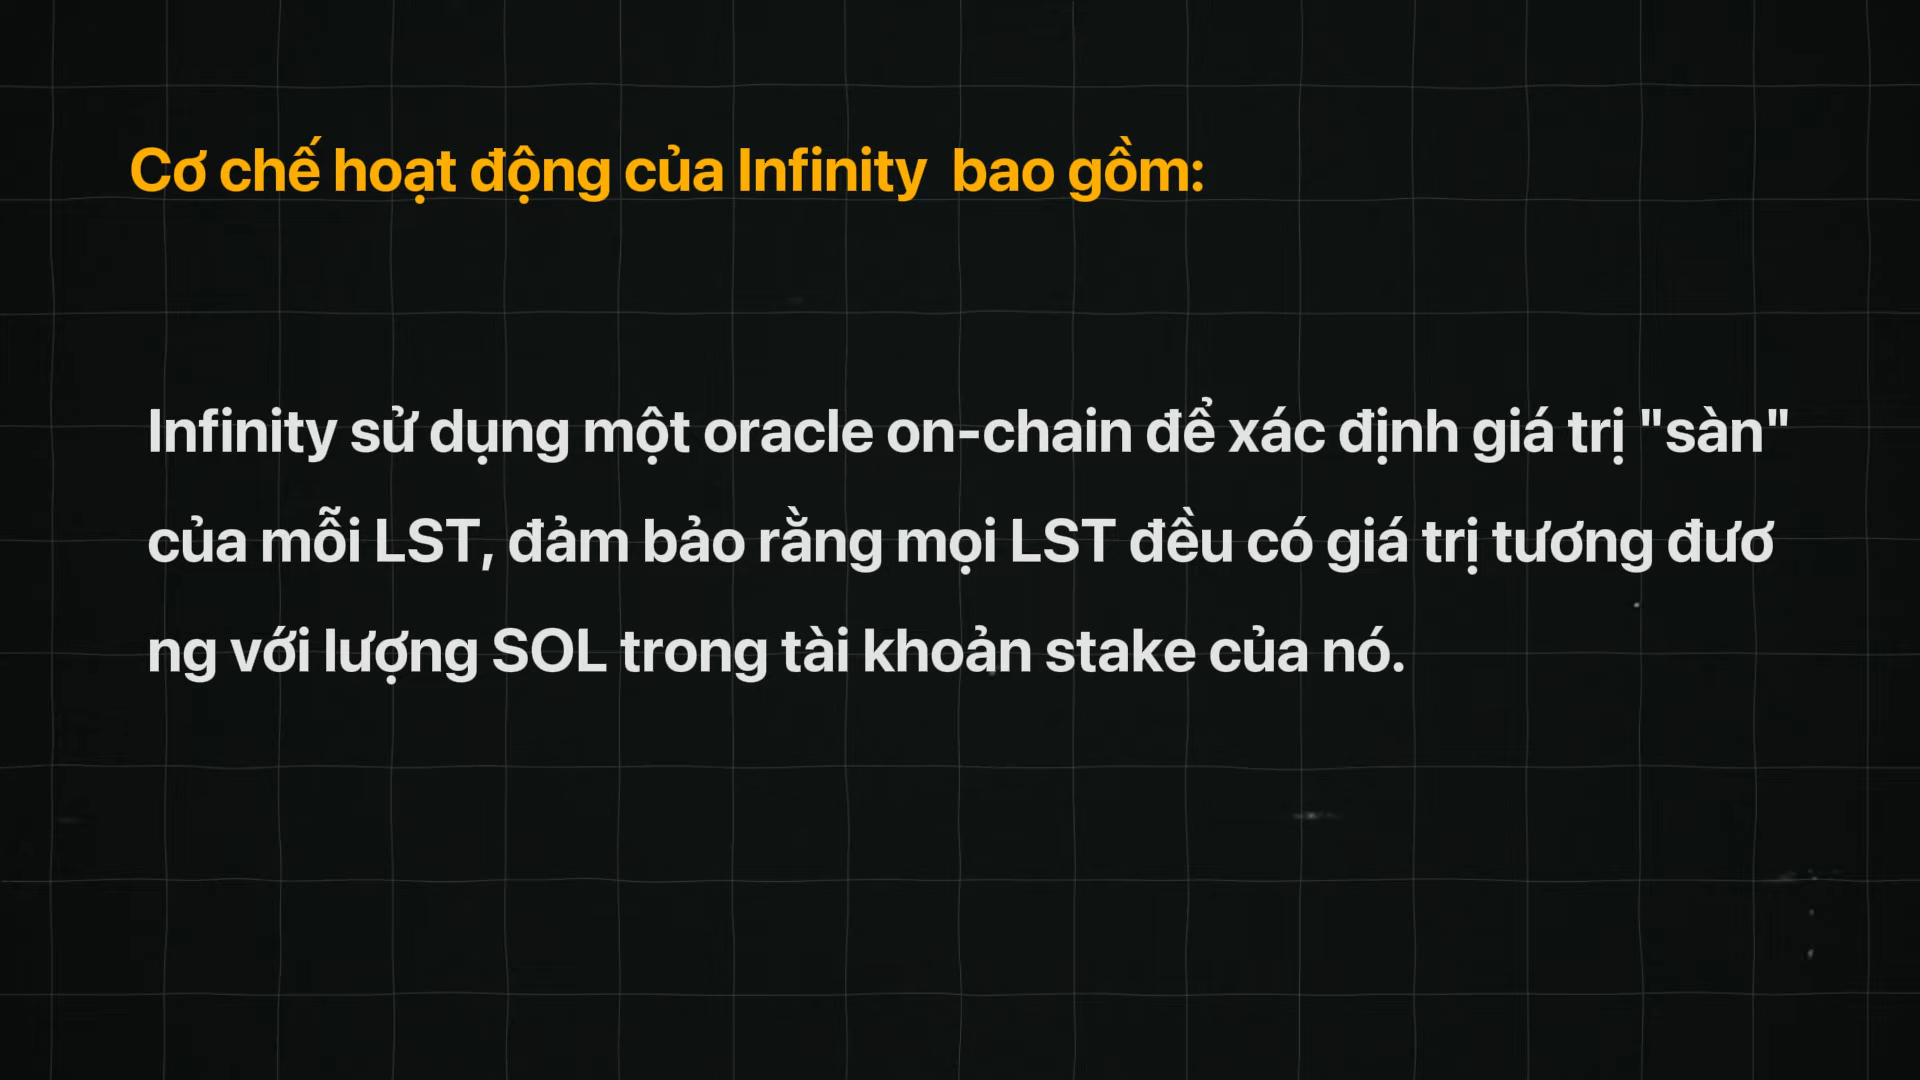 Cơ chế hoạt động của Infinity  bao gồm:
Infinity sử dụng một oracle on-chain để xác định giá trị "sàn"
của mỗi LST, đảm bảo rằng mọi LST đều có giá trị tương đươ
ng với lượng SOL trong tài khoản stake của nó.